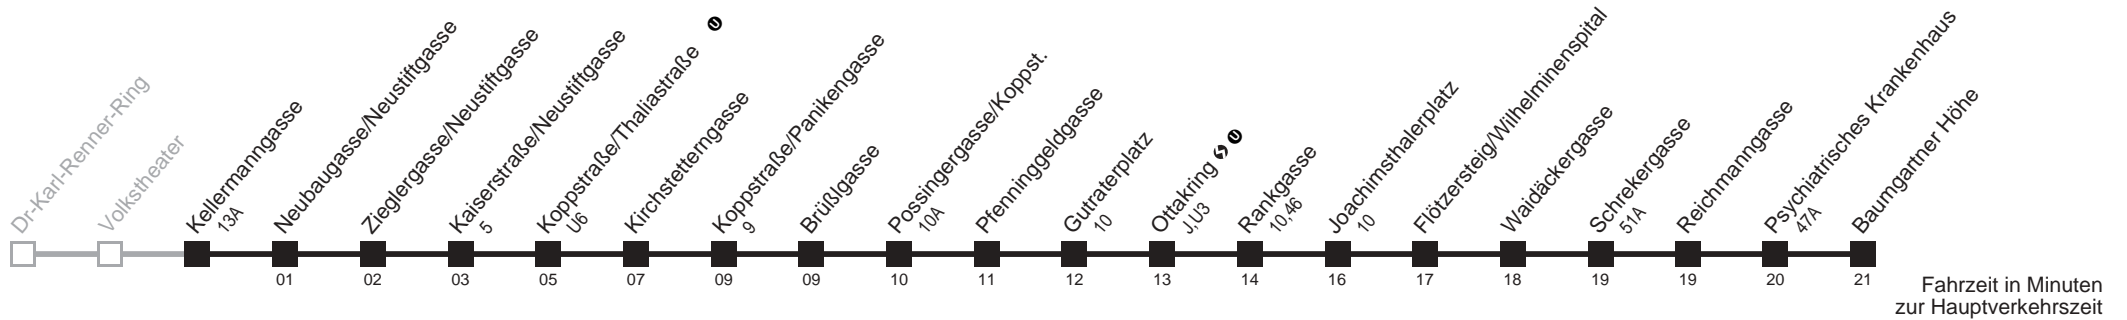 Dr-Karl-Renner-Ring
Volkstheater
Kellermanngasse
13A
Neubaugasse/Neustiftgasse
01
Zieglergasse/Neustiftgasse
02
Kaiserstraße/Neustiftgasse
5
03
Koppstraße/Thaliastraße U
U6
05
Kirchstetterngasse
07
Koppstraße/Panikengasse
9
09
Brüßlgasse
09
Possingergasse/Koppst.
10A
10
Pfenninggeldgasse
11
Gutraterplatz
10
12
Ottakring S U
J,U3
13
Rankgasse
10,46
14
Joachimsthalerplatz
10
16
Flötzersteig/Wilhelminenspital
17
Waidäckergasse
18
Schrekergasse
51A
19
Reichmanngasse
19
Psychiatrisches Krankenhaus
47A
20
Baumgartner Höhe
21
Fahrzeit in Minuten
zur Hauptverkehrszeit